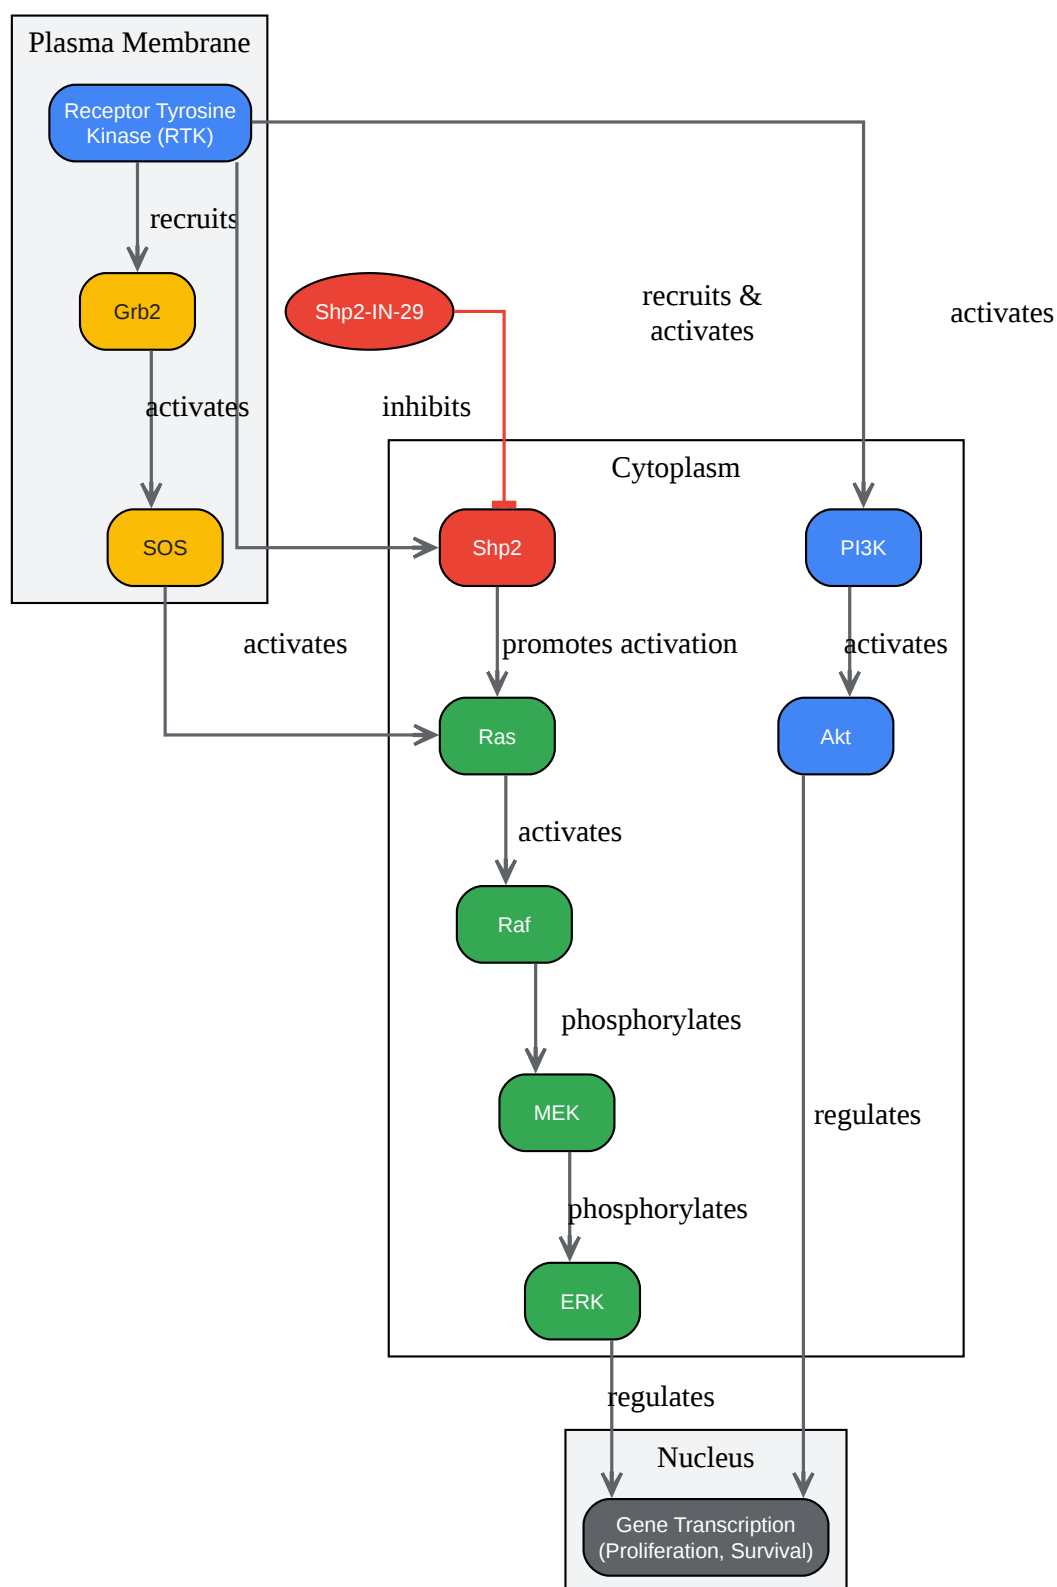 Plasma Membrane
Receptor Tyrosine
Kinase (RTK)
recruits
Grb2
Shp2-IN-29
recruits &
activates
activates
activates
inhibits
Cytoplasm
SOS
Shp2
PI3K
activates
promotes activation
activates
Ras
Akt
activates
Raf
phosphorylates
MEK
regulates
phosphorylates
ERK
regulates
Nucleus
Gene Transcription
(Proliferation, Survival)